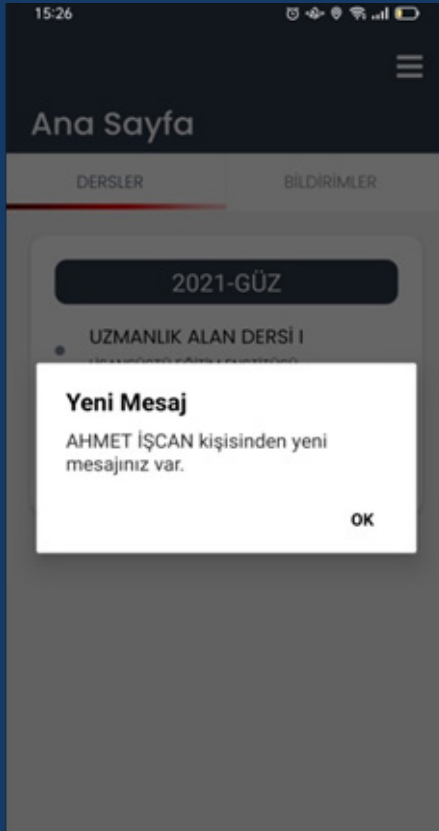 15:26
Ana Sayfa
DERSLER
BİLDİRİMLER
2021-GÜZ
UZMANLIK ALAN DERSİ I
Yeni Mesaj
AHMET İŞCAN kişisinden yeni
mesajınız var.
OK